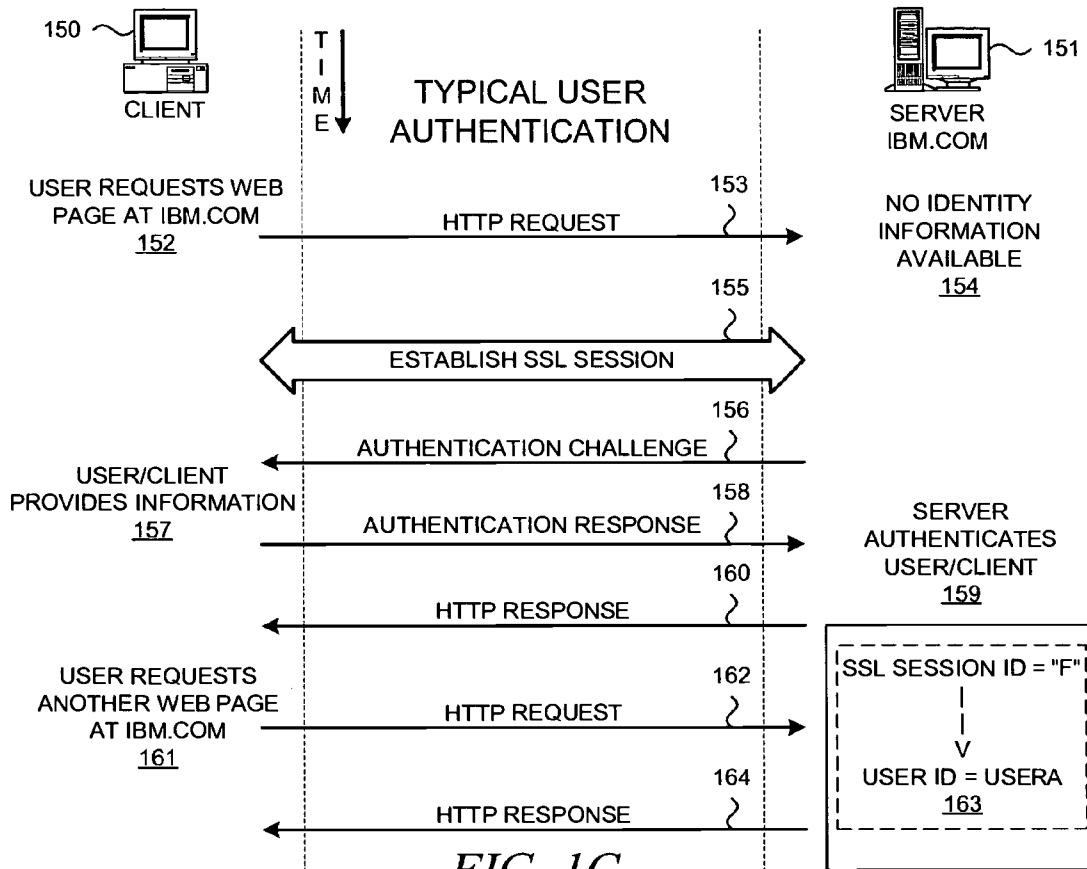 150
CLIENT
TIME
TYPICAL USER
AUTHENTICATION
151
SERVER
IBM.COM
USER REQUESTS WEB
PAGE AT IBM.COM
152
153
HTTP REQUEST
NO IDENTITY
INFORMATION
AVAILABLE
154
155
ESTABLISH SSL SESSION
156
AUTHENTICATION CHALLENGE
USER/CLIENT
PROVIDES INFORMATION
157
158
AUTHENTICATION RESPONSE
SERVER
AUTHENTICATES
USER/CLIENT
159
160
HTTP RESPONSE
USER REQUESTS
ANOTHER WEB PAGE
AT IBM.COM
161
162
HTTP REQUEST
SSL SESSION ID = "F"
USER ID = USERA
163
164
HTTP RESPONSE
FIG. 1C